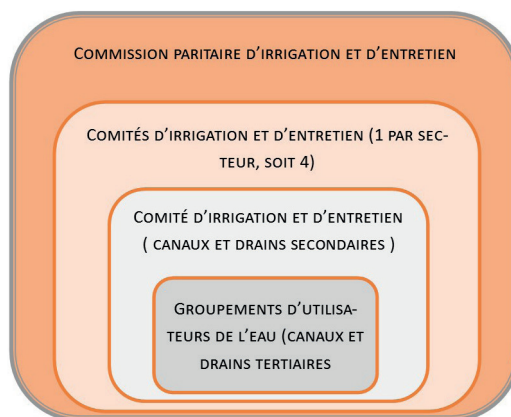 COMMISSION PARITAIRE D'IRRIGATION ET D'ENTRETIEN
COMITÉS D'IRRIGATION ET D'ENTRETIEN (1 PAR SEC-
TEUR, SOIT 4)
COMITÉ D'IRRIGATION ET D'ENTRETIEN
( CANAUX ET DRAINS SECONDAIRES )
GROUPEMENTS D'UTILISA-
TEURS DE L'EAU (CANAUX ET
DRAINS TERTIAIRES